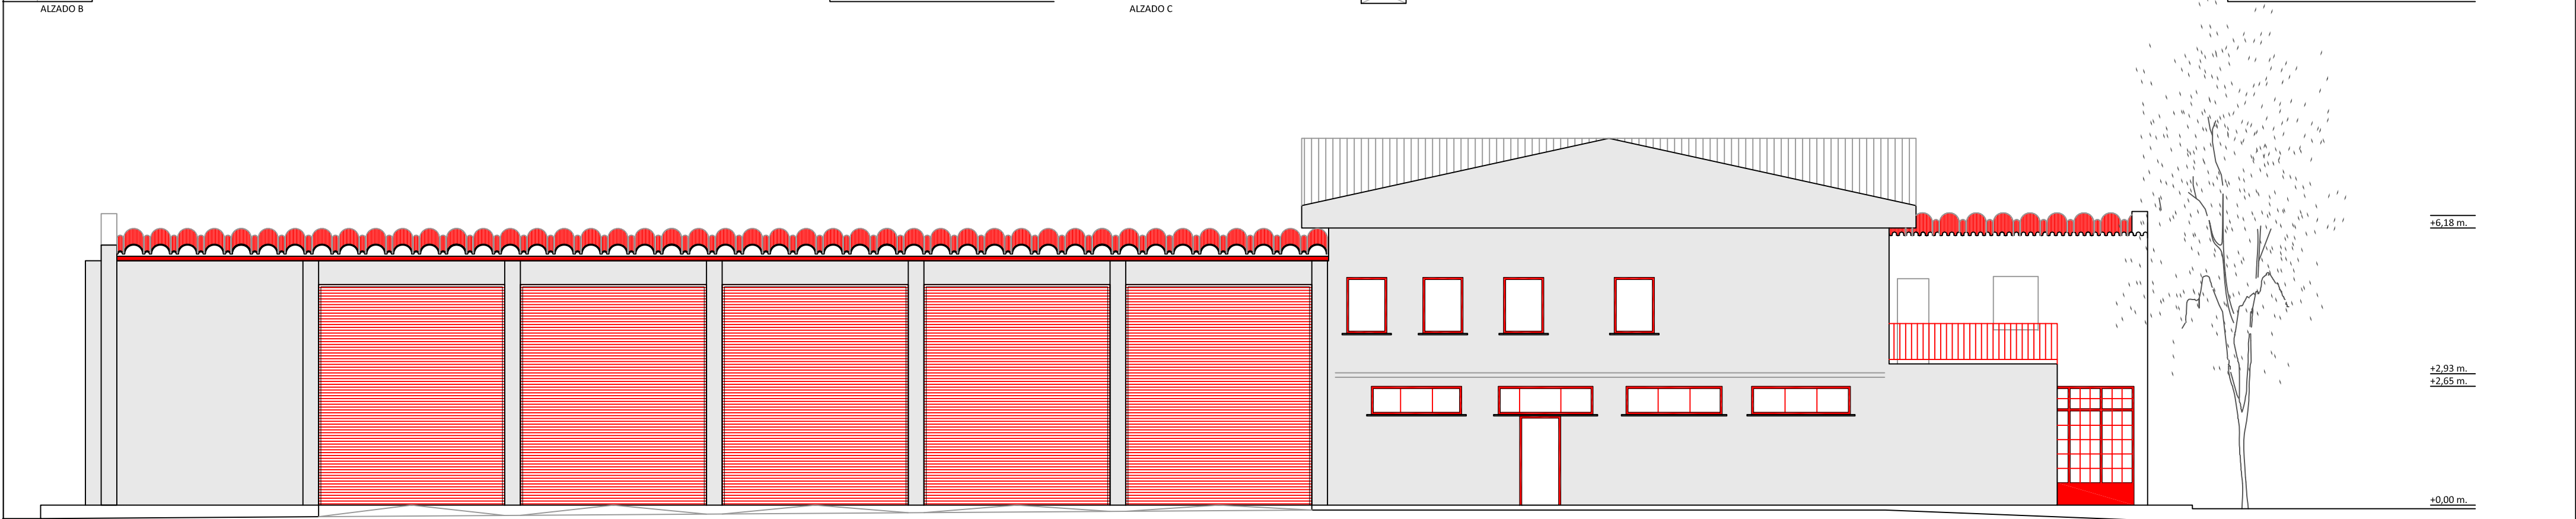 ALZADO B
ALZADO C
+6,18 m.
+2,93 m.
+2,65 m.
+0,00 m.